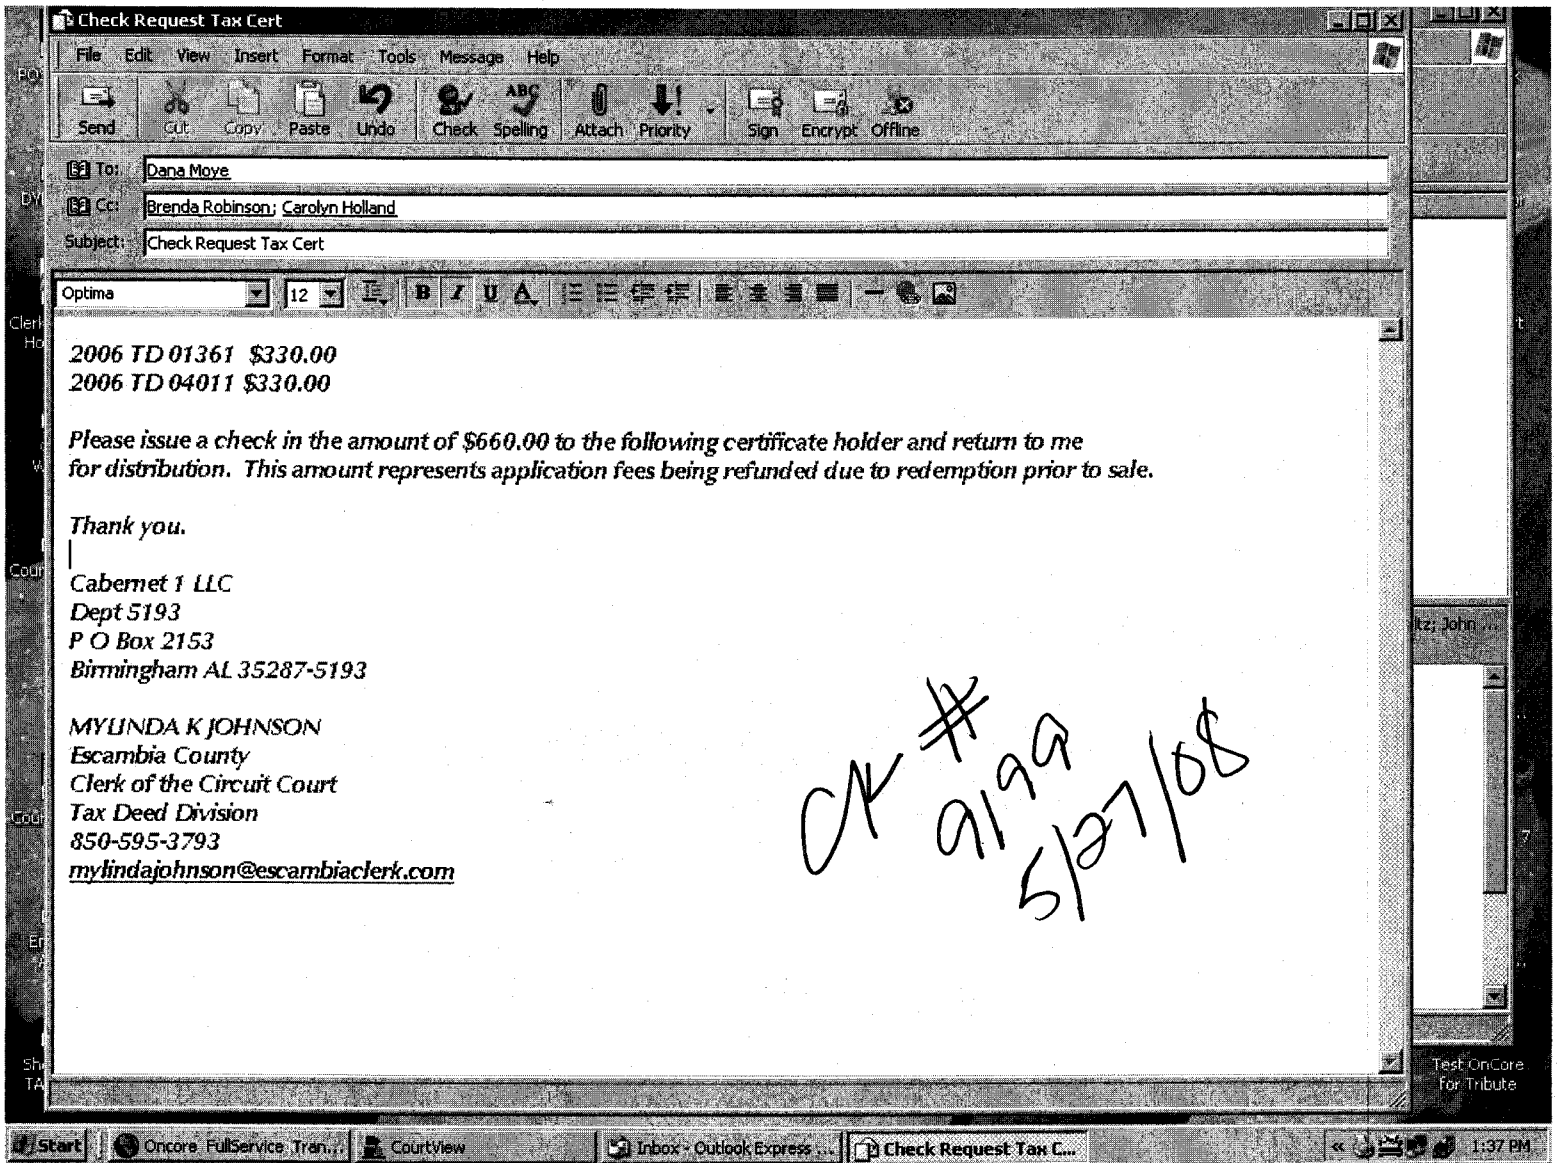 Check Request Tax Cert
File Edit View Insert Format Tools Message Help
Send Cut Copy Paste Undo Check Spelling Attach Priority Sign Encrypt Offline
To: Dana Moye
Cc: Brenda Robinson; Carolyn Holland
Subject: Check Request Tax Cert
Optima 12 B I U A
2006 TD 01361 $330.00
2006 TD 04011 $330.00
Please issue a check in the amount of $660.00 to the following certificate holder and return to me
for distribution. This amount represents application fees being refunded due to redemption prior to sale.
Thank you.
Cabernet 1 LLC
Dept 5193
P O Box 2153
Birmingham AL 35287-5193
MYLINDA K JOHNSON
Escambia County
Clerk of the Circuit Court
Tax Deed Division
850-595-3793
mylindajohnson@escambiaclerk.com
CK #
9199
5/27/08
itz; John ...
Test OnCore
for Tribute
Start Oncore FullService Tran... CourtView Inbox - Outlook Express ... Check Request Tax C... « 1:37 PM